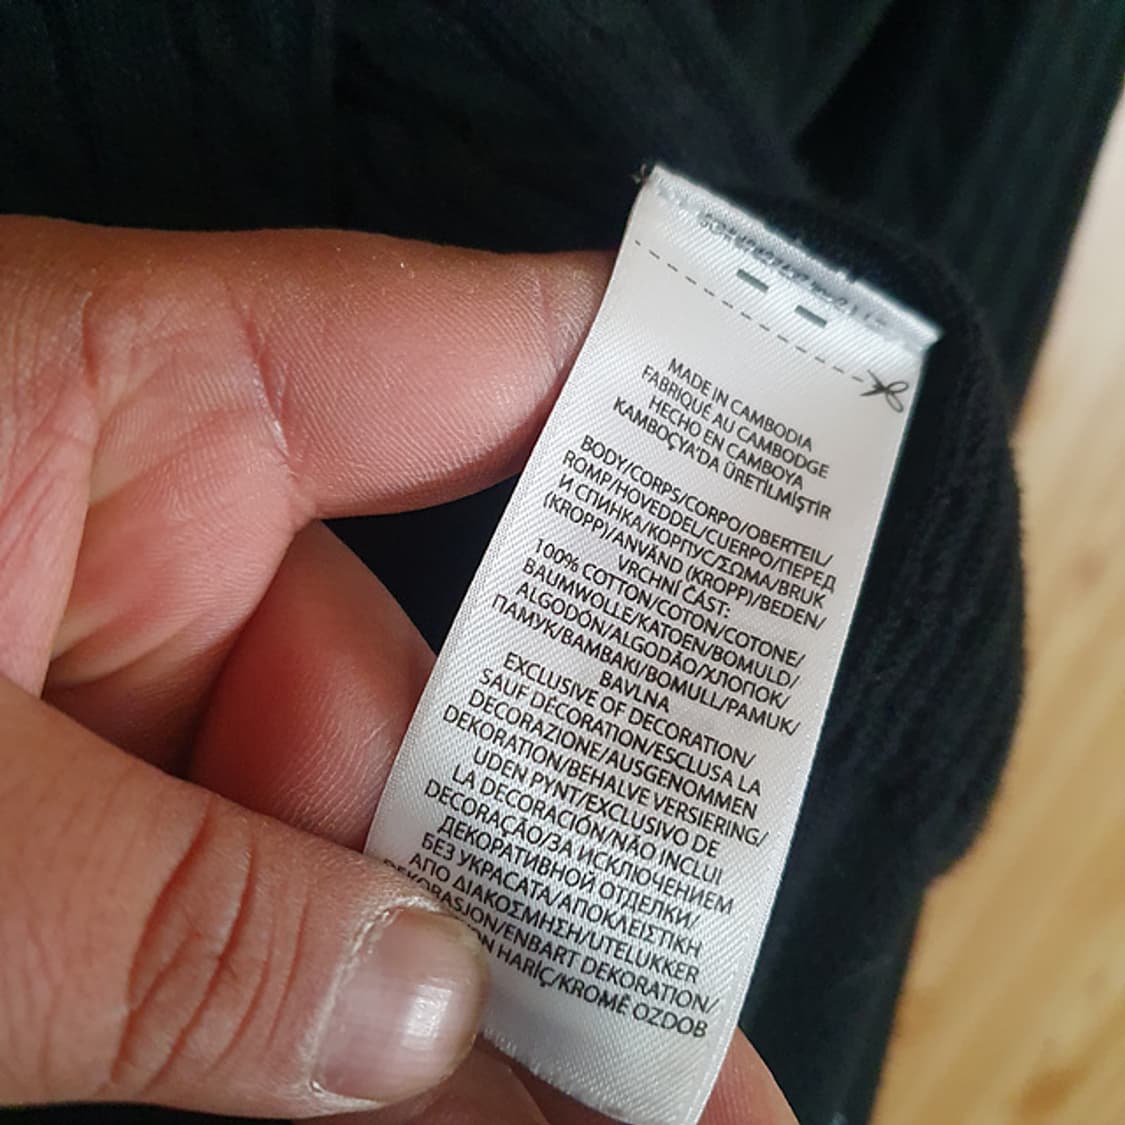 MADE IN CAMBODIA
FABRIQUÉ AU CAMBODGE
HECHO EN CAMBOYA
KAMBOÇYA'DA ÜRETİLMİŞTİR
BODY/CORPS/CORPO/OBERTEIL/
ROMP/HOVEDDEL/CUERPO/ПЕРЕД
И СПИНКА/КОРПУС/ΣΩΜΑ/BRUK
(KROPP)/ANVÄND (KROPP)/BEDEN/
VRCHNÍ ČÁST:
100% COTTON/COTON/COTONE/
BAUMWOLLE/KATOEN/BOMULD/
ALGODÓN/ALGODÃO/ХЛОПОК/
ПАМУК/ΒΑΜΒΑΚΙ/BOMULL/PAMUK/
BAVLNA
EXCLUSIVE OF DECORATION/
SAUF DÉCORATION/ESCLUSA LA
DECORAZIONE/AUSGENOMMEN
DEKORATION/BEHALVE VERSIERING/
UDEN PYNT/EXCLUSIVO DE
LA DECORACIÓN/NÃO INCLUI
DECORAÇÃO/ЗА ИСКЛЮЧЕНИЕМ
ДЕКОРАТИВНОЙ ОТДЕЛКИ/
БЕЗ УКРАСАТА/ΑΠΟΚΛΕΙΣΤΙΚΗ
ΑΠΟ ΔΙΑΚΟΣΜΗΣΗ/UTELUKKER
DEKORASJON/ENBART DEKORATION/
HARİÇ/KROMĚ OZDOB